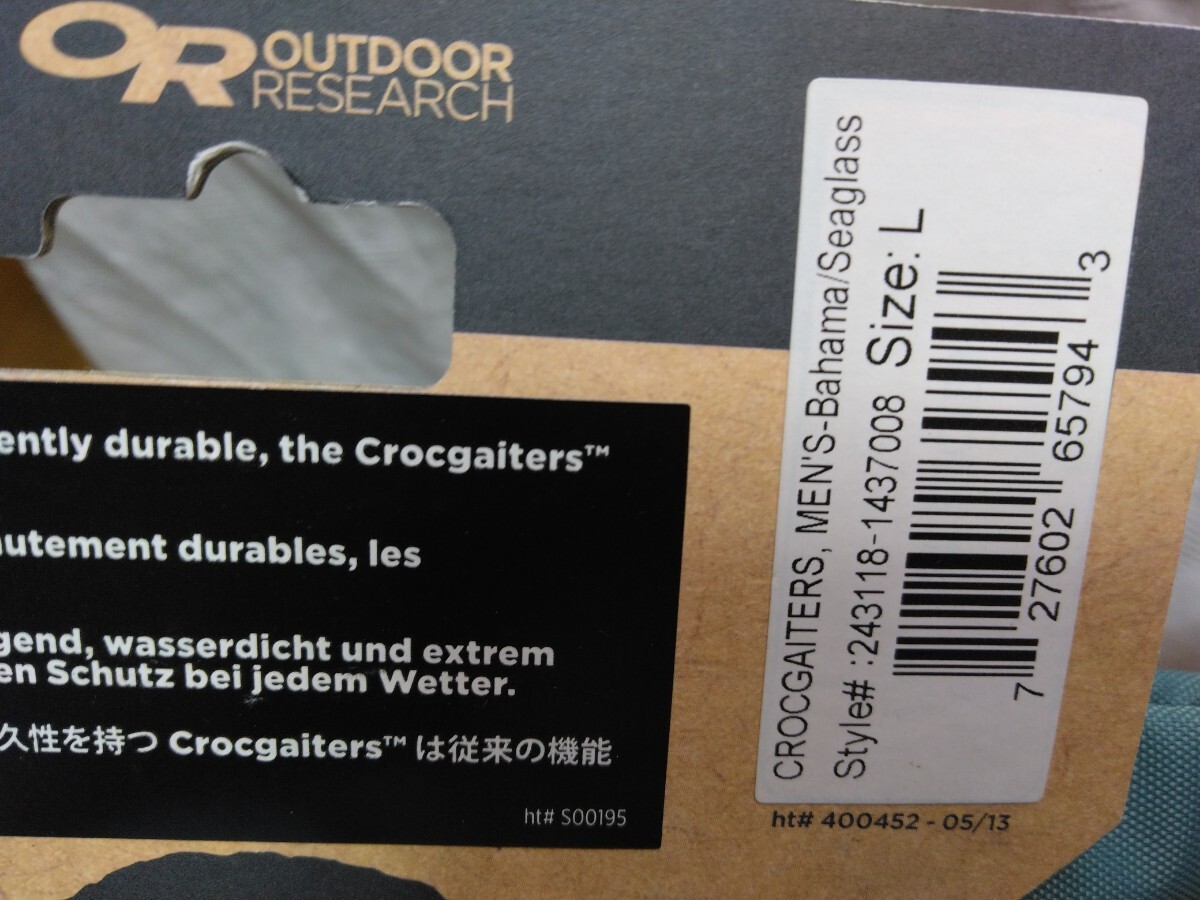 OR OUTDOOR
RESEARCH
ently durable, the Crocgaiters™
autement durables, les
gend, wasserdicht und extrem
en Schutz bei jedem Wetter.
久性を持つ Crocgaiters™ は従来の機能
ht# S00195
CROCGAITERS, MEN'S-Bahama/Seaglass
Style# :243118-1437008 Size: L
7 27602 65794 3
ht# 400452 - 05/13